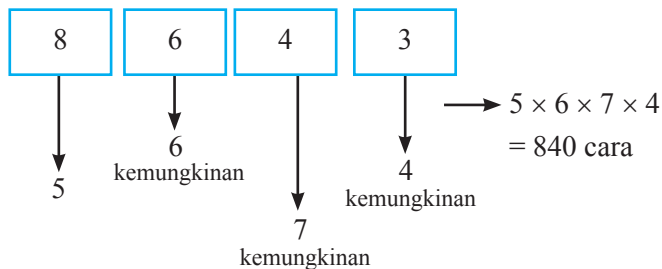 8 6 4 3
5 × 6 × 7 × 4
= 840 cara
5
6
kemungkinan
7
kemungkinan
4
kemungkinan